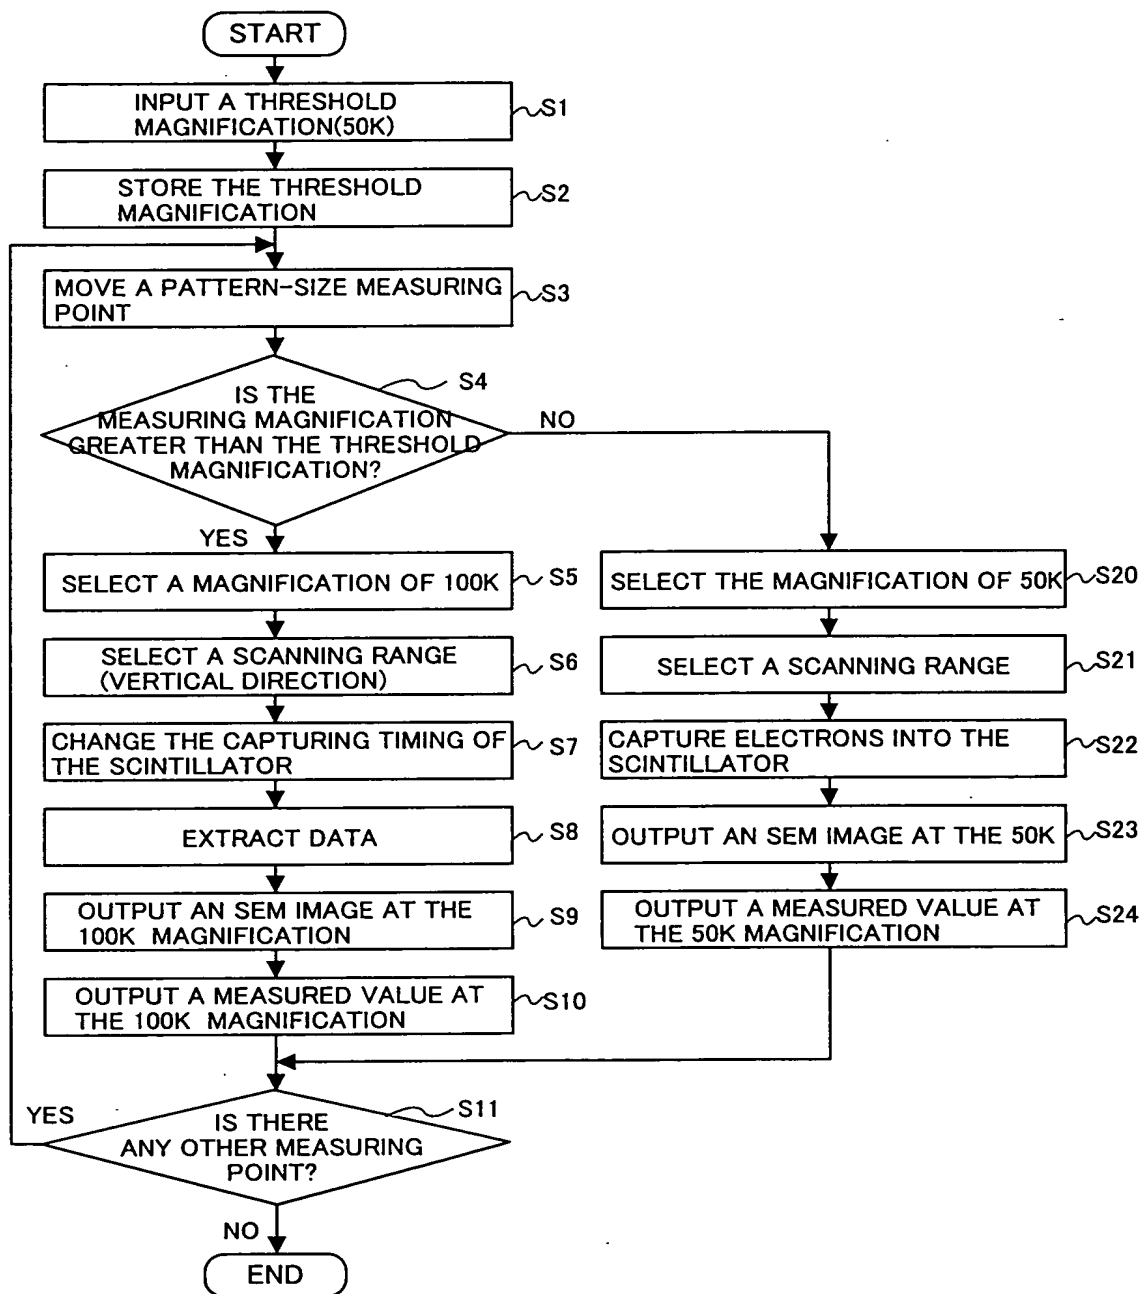 START
INPUT A THRESHOLD
MAGNIFICATION(50K)
S1
STORE THE THRESHOLD
MAGNIFICATION
S2
MOVE A PATTERN-SIZE MEASURING
POINT
S3
IS THE
MEASURING MAGNIFICATION
GREATER THAN THE THRESHOLD
MAGNIFICATION?
S4
NO
YES
SELECT A MAGNIFICATION OF 100K
S5
SELECT A SCANNING RANGE
(VERTICAL DIRECTION)
S6
CHANGE THE CAPTURING TIMING OF
THE SCINTILLATOR
S7
EXTRACT DATA
S8
OUTPUT AN SEM IMAGE AT THE
100K MAGNIFICATION
S9
OUTPUT A MEASURED VALUE AT
THE 100K MAGNIFICATION
S10
SELECT THE MAGNIFICATION OF 50K
S20
SELECT A SCANNING RANGE
S21
CAPTURE ELECTRONS INTO THE
SCINTILLATOR
S22
OUTPUT AN SEM IMAGE AT THE 50K
S23
OUTPUT A MEASURED VALUE AT
THE 50K MAGNIFICATION
S24
YES
IS THERE
ANY OTHER MEASURING
POINT?
S11
NO
END